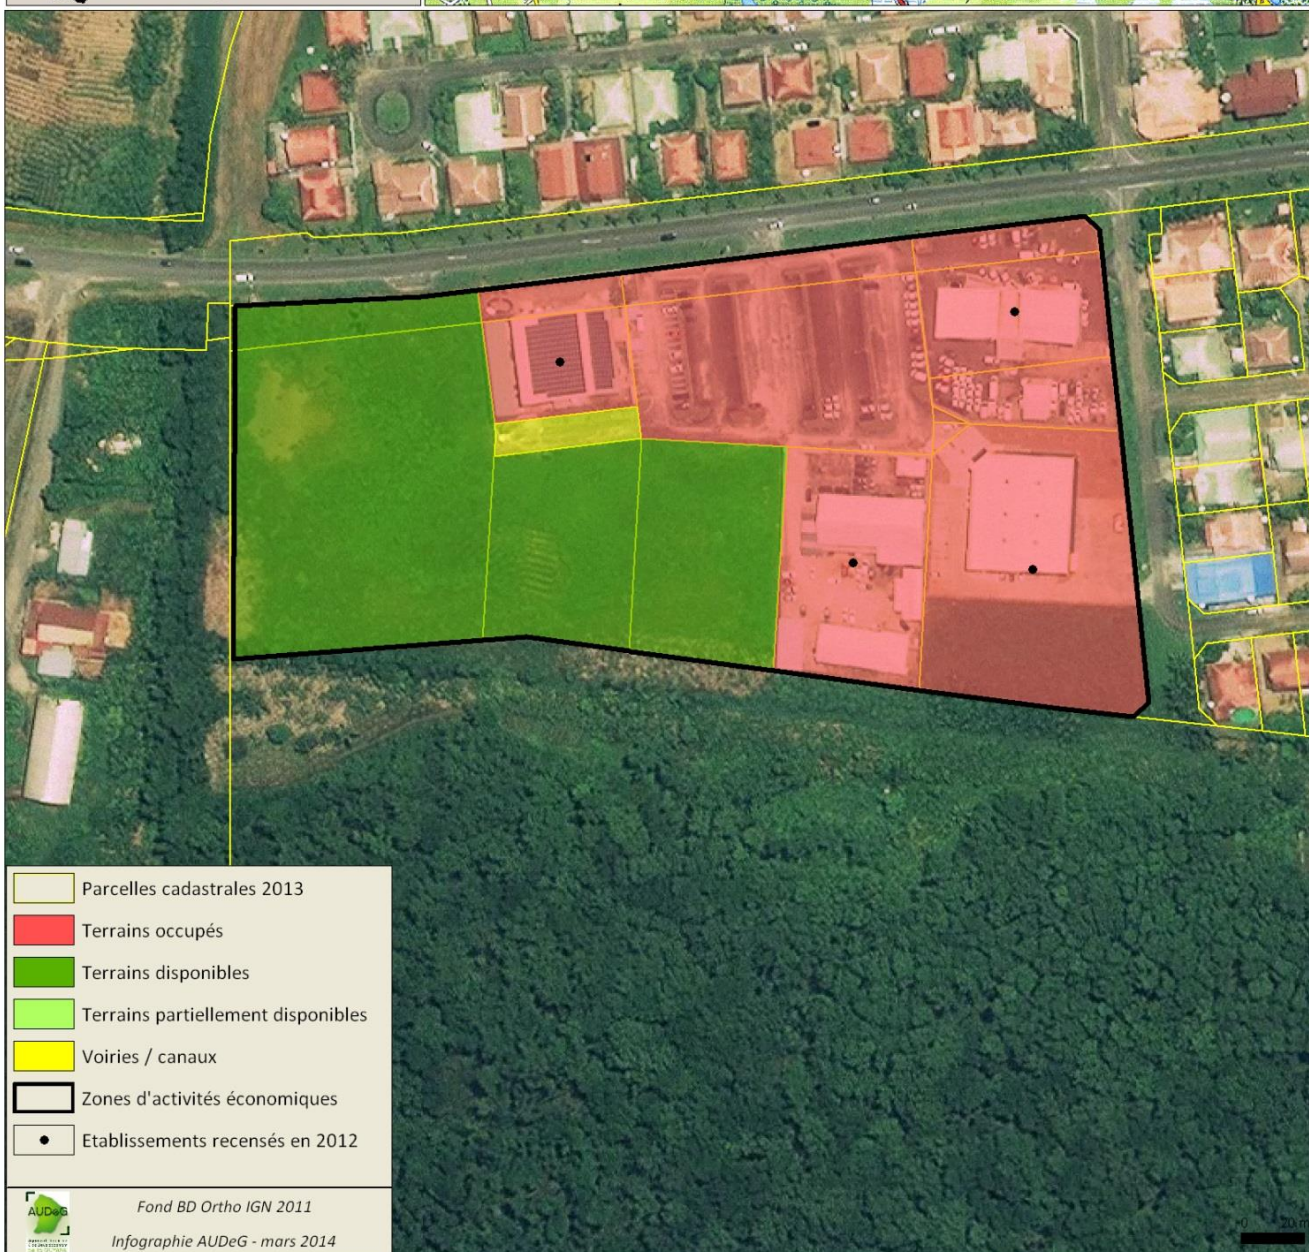 Parcelles cadastrales 2013
Terrains occupés
Terrains disponibles
Terrains partiellement disponibles
Voiries / canaux
Zones d'activités économiques
Etablissements recensés en 2012
AUDeG
Fond BD Ortho IGN 2011
Infographie AUDeG - mars 2014
0 20 m